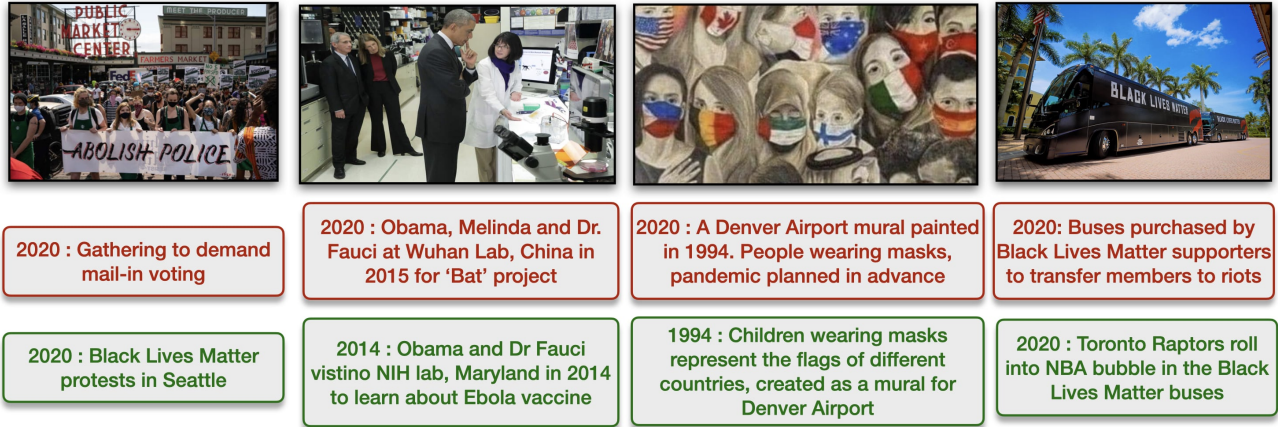 PUBLIC
MARKET
CENTER
MEET THE PRODUCER
FARMERS MARKET
FedEx
ABOLISH POLICE
BLACK LIVES MATTER
BLACK LIVES MATTER
2020 : Gathering to demand
mail-in voting
2020 : Obama, Melinda and Dr.
Fauci at Wuhan Lab, China in
2015 for ‘Bat’ project
2020 : A Denver Airport mural painted
in 1994. People wearing masks,
pandemic planned in advance
2020: Buses purchased by
Black Lives Matter supporters
to transfer members to riots
2020 : Black Lives Matter
protests in Seattle
2014 : Obama and Dr Fauci
vistino NIH lab, Maryland in 2014
to learn about Ebola vaccine
1994 : Children wearing masks
represent the flags of different
countries, created as a mural for
Denver Airport
2020 : Toronto Raptors roll
into NBA bubble in the Black
Lives Matter buses